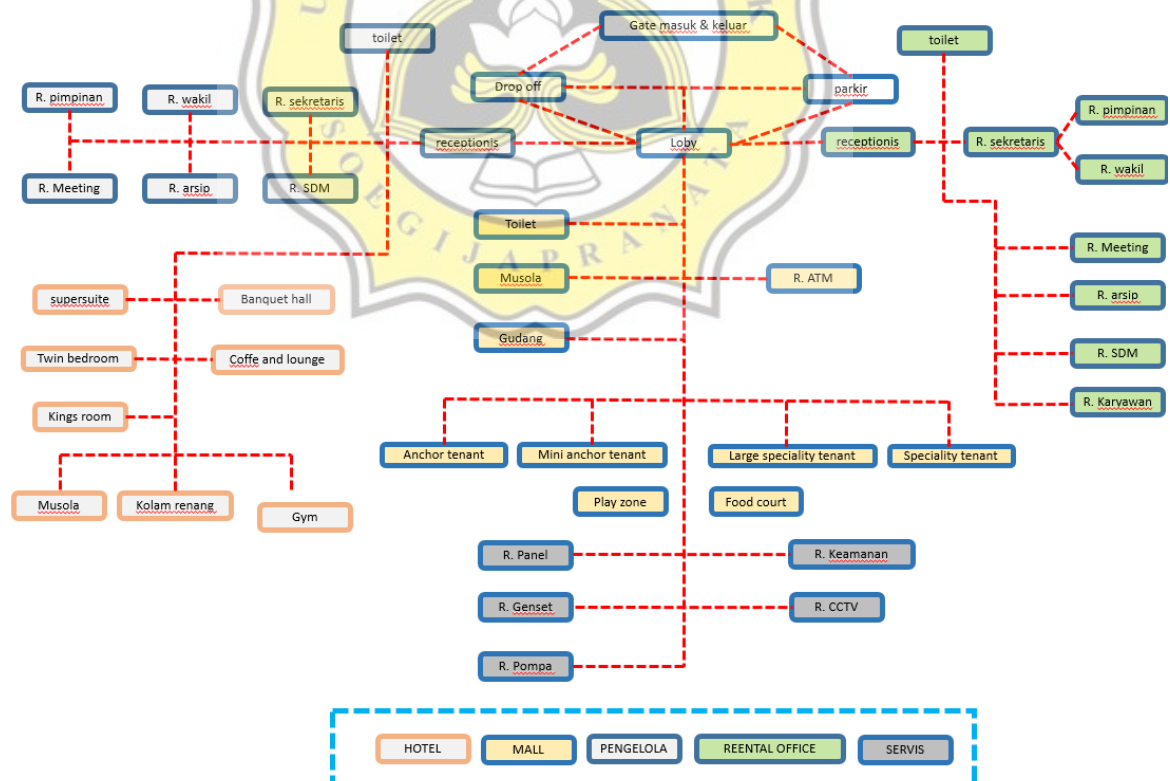 Gate masuk & keluar
toilet
toilet
Drop off
parkir
R. pimpinan
R. wakil
R. sekretaris
receptionis
Loby
receptionis
R. sekretaris
R. pimpinan
R. wakil
R. Meeting
R. arsip
R. SDM
SOEGIJAPRANATA
Toilet
Musola
R. ATM
Gudang
R. Meeting
R. arsip
R. SDM
R. Karyawan
supersuite
Banquet hall
Twin bedroom
Coffe and lounge
Kings room
Musola
Kolam renang
Gym
Anchor tenant
Mini anchor tenant
Large speciality tenant
Speciality tenant
Play zone
Food court
R. Panel
R. Keamanan
R. Genset
R. CCTV
R. Pompa
HOTEL
MALL
PENGELOLA
REENTAL OFFICE
SERVIS